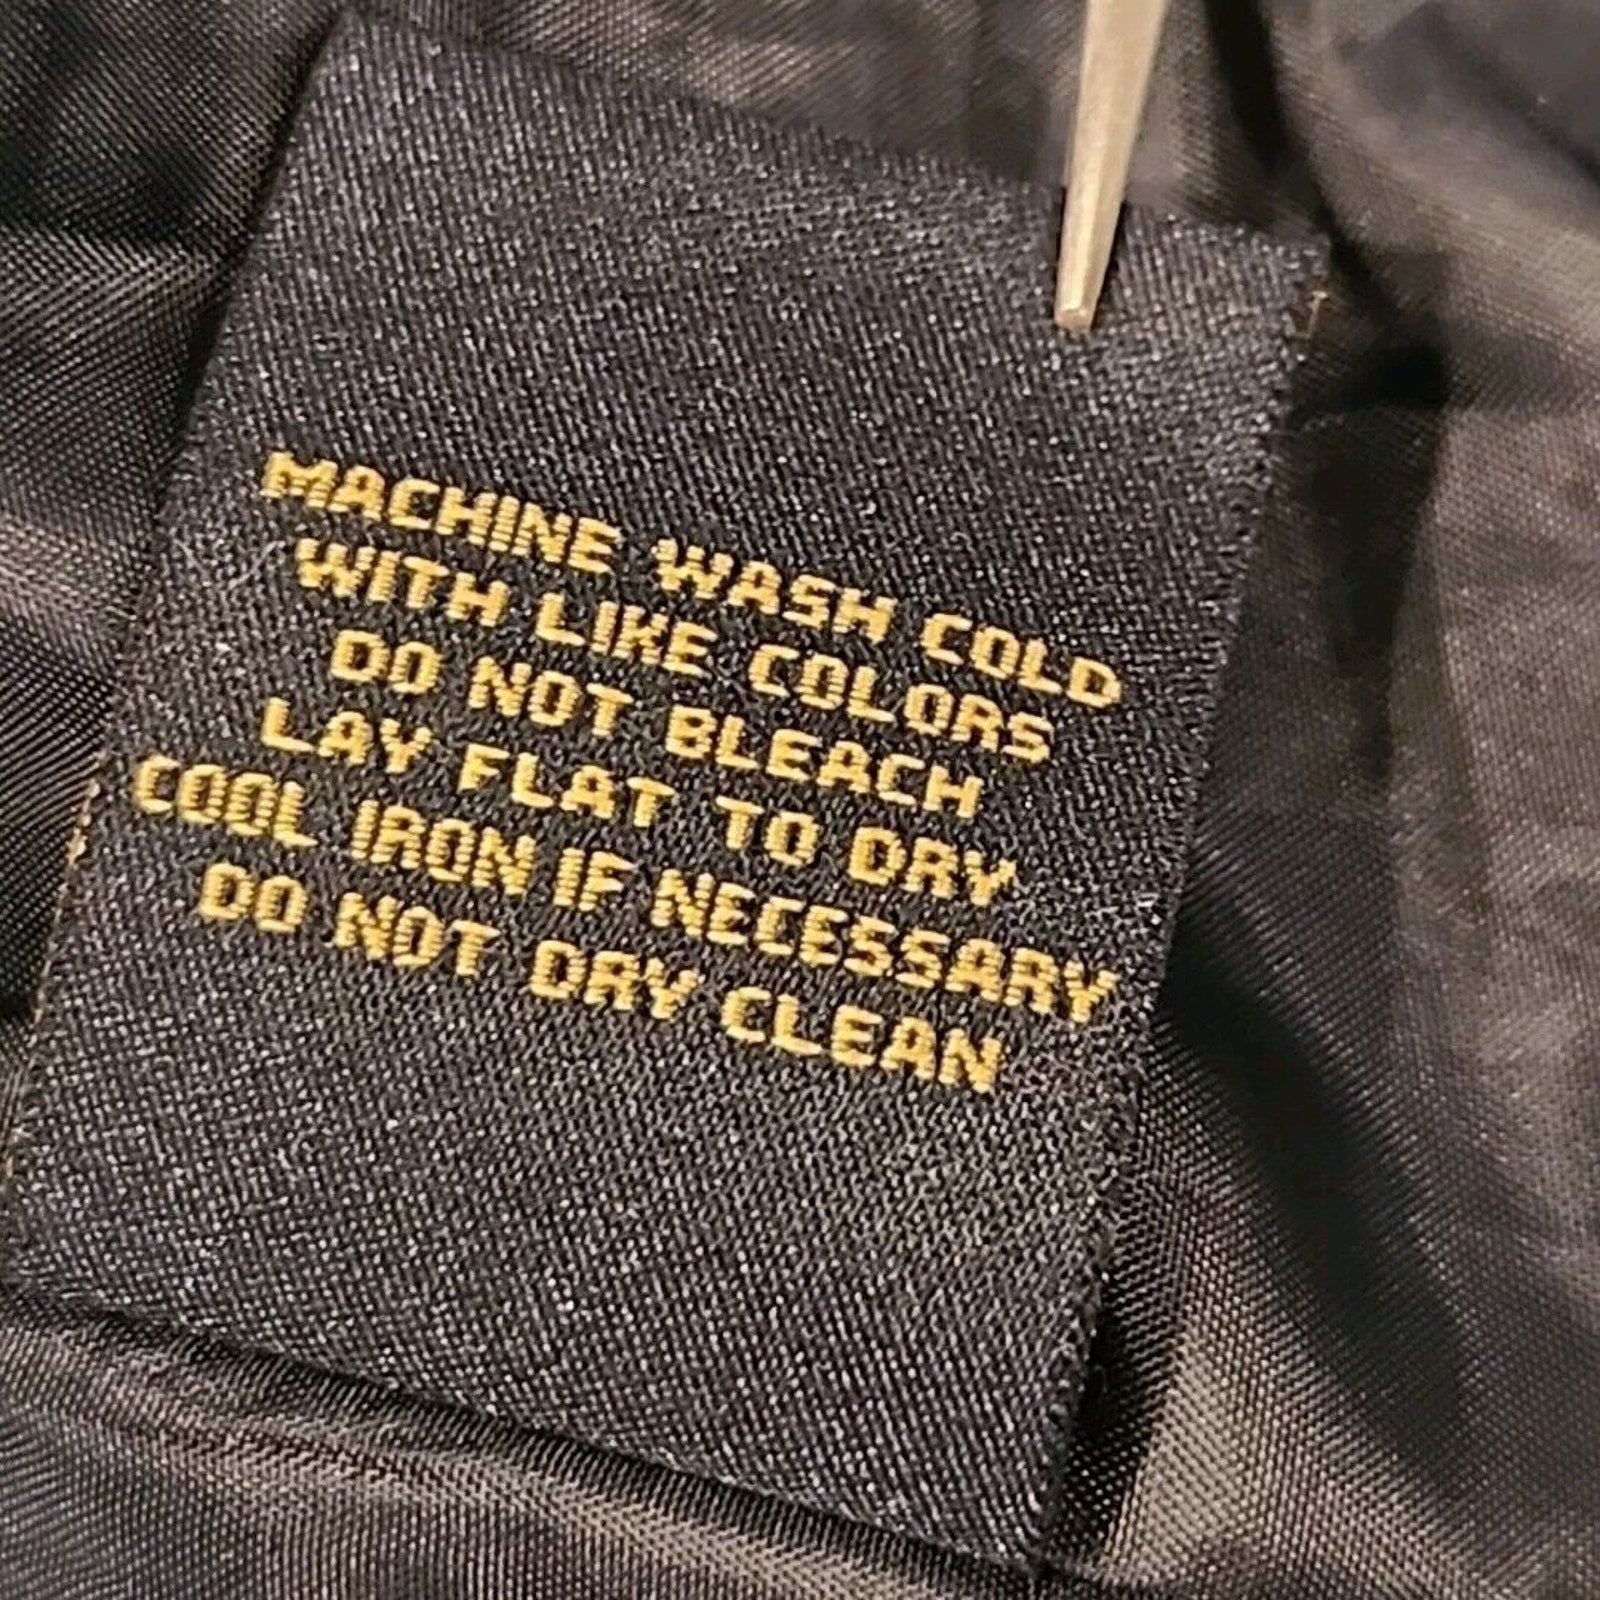 MACHINE WASH COLD
WITH LIKE COLORS
DO NOT BLEACH
LAY FLAT TO DRY
COOL IRON IF NECESSARY
DO NOT DRY CLEAN